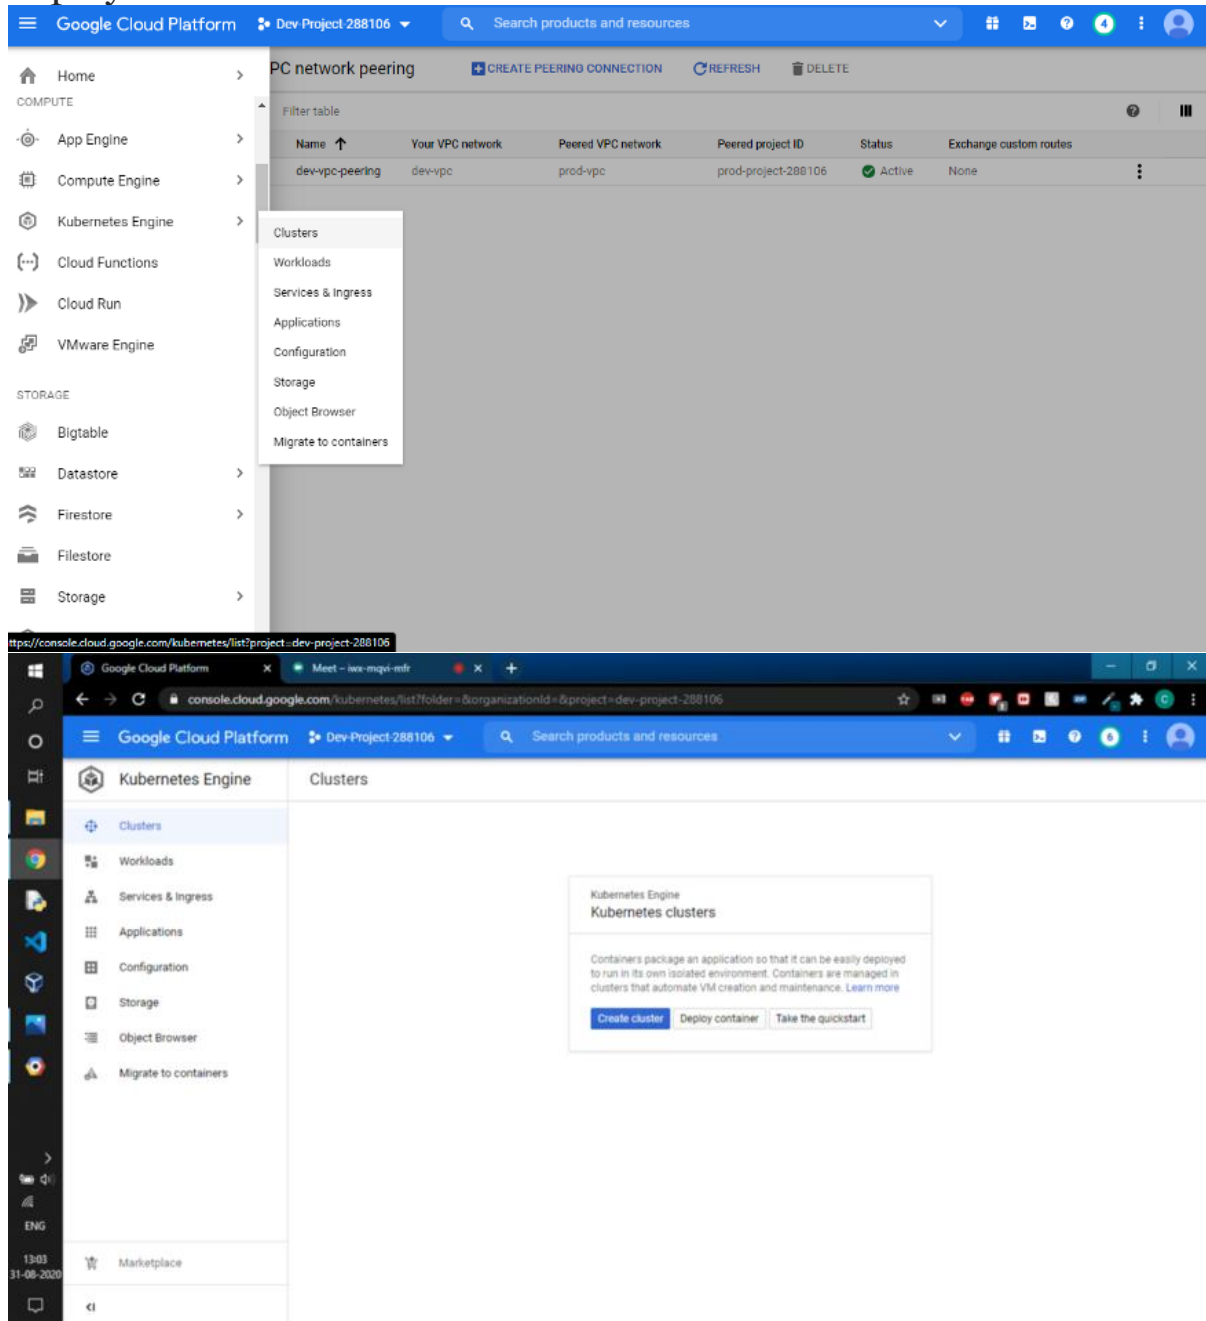 Google Cloud Platform Dev-Project-288106 Search products and resources 4
Home
COMPUTE
App Engine
Compute Engine
Kubernetes Engine
Cloud Functions
Cloud Run
VMware Engine
STORAGE
Bigtable
Datastore
Firestore
Filestore
Storage
PC network peering CREATE PEERING CONNECTION REFRESH DELETE
Filter table
Name Your VPC network Peered VPC network Peered project ID Status Exchange custom routes
dev-vpc-peering dev-vpc prod-vpc prod-project-288106 Active None
Clusters
Workloads
Services & Ingress
Applications
Configuration
Storage
Object Browser
Migrate to containers
ttps://console.cloud.google.com/kubernetes/list?project=dev-project-288106
Google Cloud Platform Meet – iwx-mqvi-mfr
console.cloud.google.com/kubernetes/list?folder=&organizationId=&project=dev-project-288106
Google Cloud Platform Dev-Project-288106 Search products and resources 6
Kubernetes Engine
Clusters
Workloads
Services & Ingress
Applications
Configuration
Storage
Object Browser
Migrate to containers
Marketplace
Clusters
Kubernetes Engine
Kubernetes clusters
Containers package an application so that it can be easily deployed
to run in its own isolated environment. Containers are managed in
clusters that automate VM creation and maintenance. Learn more
Create cluster Deploy container Take the quickstart
ENG
13:03
31-08-2020